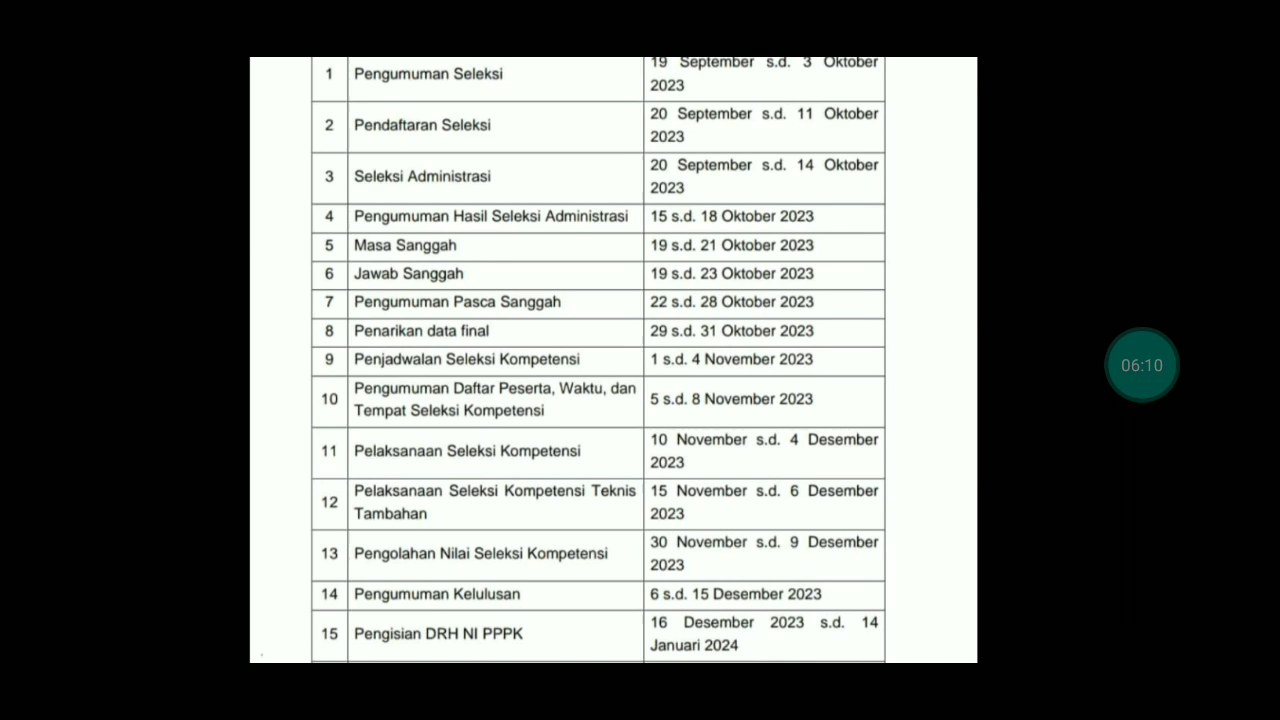 1 Pengumuman Seleksi 19 September s.d. 3 Oktober
2023
2 Pendaftaran Seleksi 20 September s.d. 11 Oktober
2023
3 Seleksi Administrasi 20 September s.d. 14 Oktober
2023
4 Pengumuman Hasil Seleksi Administrasi 15 s.d. 18 Oktober 2023
5 Masa Sanggah 19 s.d. 21 Oktober 2023
6 Jawab Sanggah 19 s.d. 23 Oktober 2023
7 Pengumuman Pasca Sanggah 22 s.d. 28 Oktober 2023
8 Penarikan data final 29 s.d. 31 Oktober 2023
9 Penjadwalan Seleksi Kompetensi 1 s.d. 4 November 2023
10 Pengumuman Daftar Peserta, Waktu, dan
Tempat Seleksi Kompetensi 5 s.d. 8 November 2023
11 Pelaksanaan Seleksi Kompetensi 10 November s.d. 4 Desember
2023
12 Pelaksanaan Seleksi Kompetensi Teknis
Tambahan 15 November s.d. 6 Desember
2023
13 Pengolahan Nilai Seleksi Kompetensi 30 November s.d. 9 Desember
2023
14 Pengumuman Kelulusan 6 s.d. 15 Desember 2023
15 Pengisian DRH NI PPPK 16 Desember 2023 s.d. 14
Januari 2024
06:10